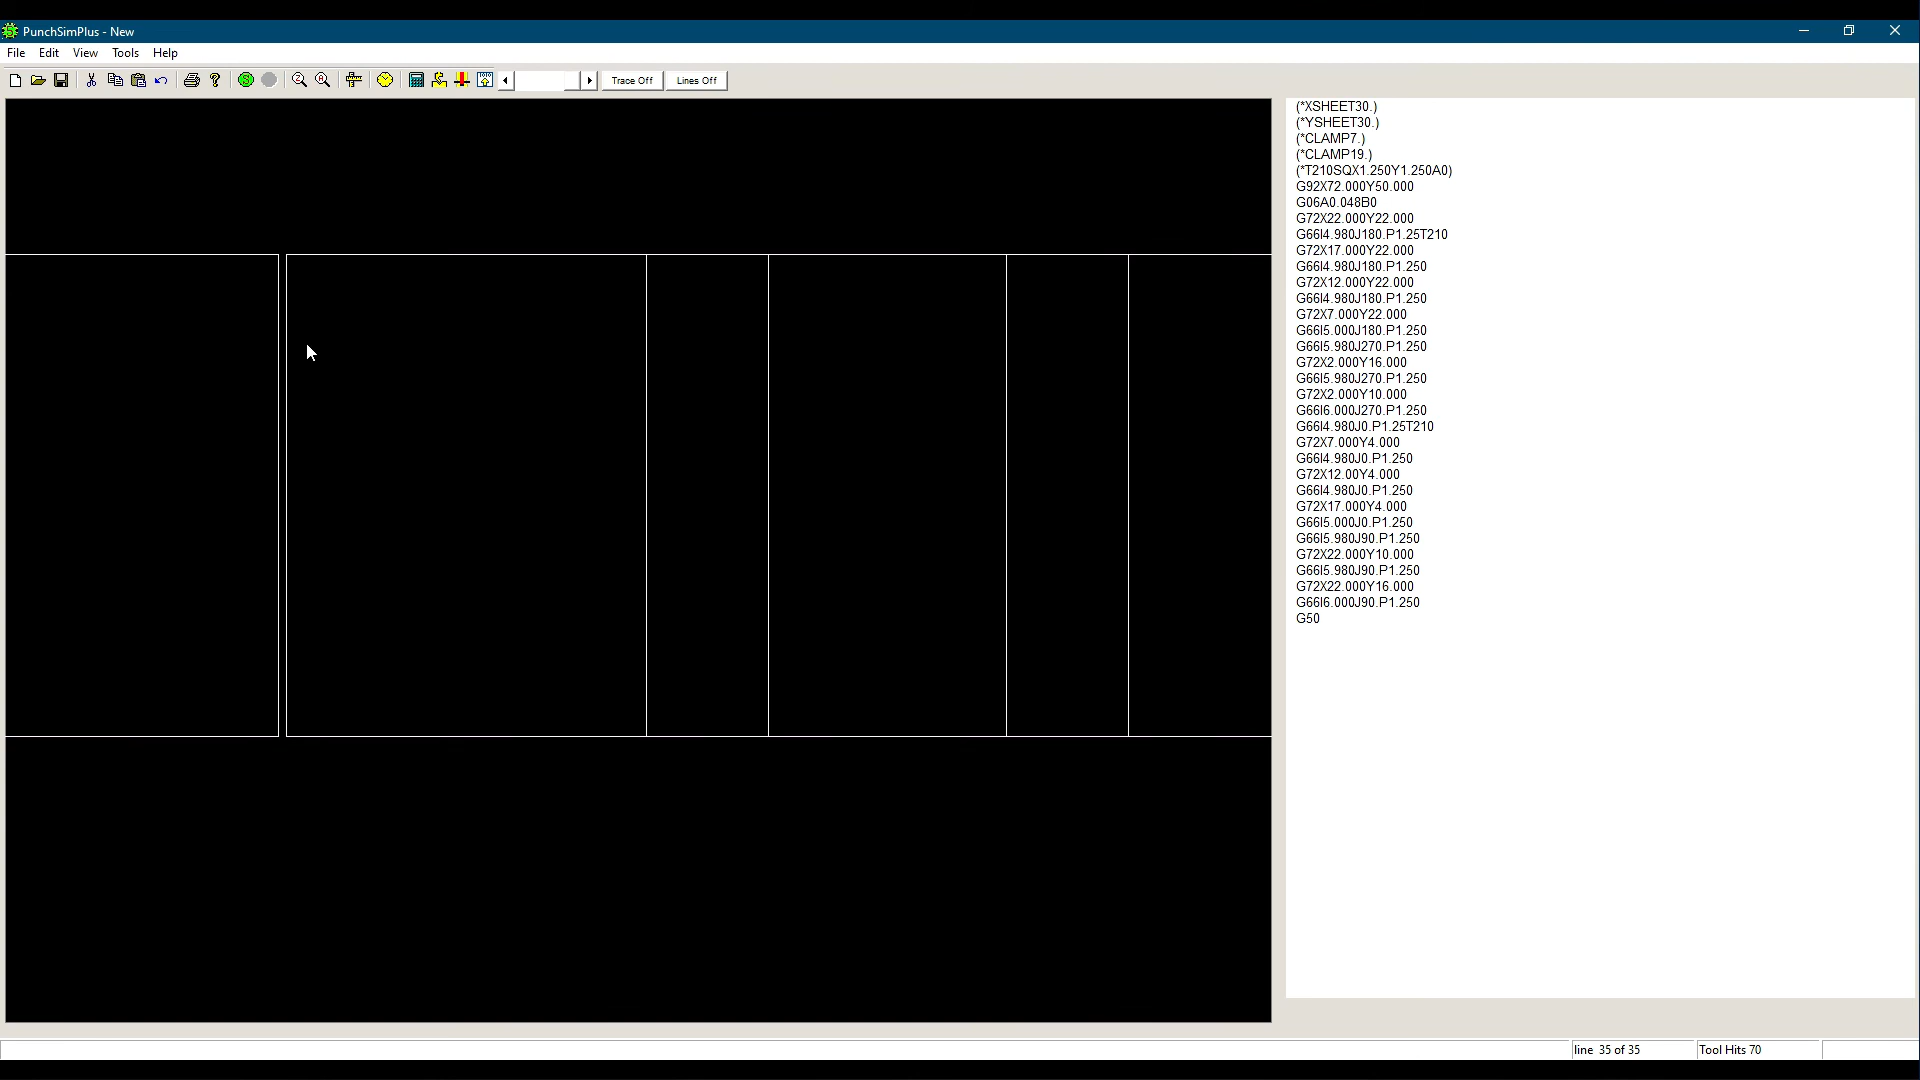 PunchSimPlus - New
File Edit View Tools Help
Trace Off Lines Off
(*XSHEET30.)
(*YSHEET30.)
(*CLAMP7.)
(*CLAMP19.)
(*T210SQX1.250Y1.250A0)
G92X72.000Y50.000
G06A0.048B0
G72X22.000Y22.000
G66I4.980J180.P1.25T210
G72X17.000Y22.000
G66I4.980J180.P1.250
G72X12.000Y22.000
G66I4.980J180.P1.250
G72X7.000Y22.000
G66I5.000J180.P1.250
G66I5.980J270.P1.250
G72X2.000Y16.000
G66I5.980J270.P1.250
G72X2.000Y10.000
G66I6.000J270.P1.250
G66I4.980J0.P1.25T210
G72X7.000Y4.000
G66I4.980J0.P1.250
G72X12.00Y4.000
G66I4.980J0.P1.250
G72X17.000Y4.000
G66I5.000J0.P1.250
G66I5.980J90.P1.250
G72X22.000Y10.000
G66I5.980J90.P1.250
G72X22.000Y16.000
G66I6.000J90.P1.250
G50
line 35 of 35 Tool Hits 70